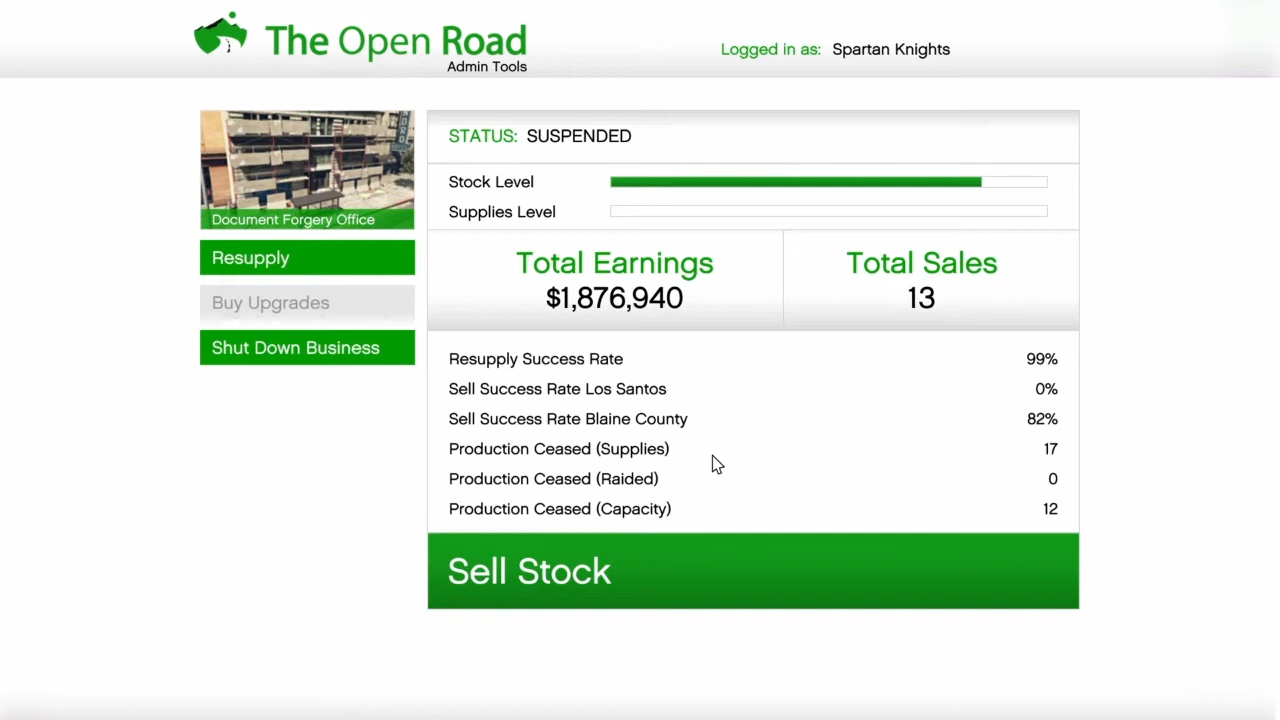 The Open Road
Admin Tools
Logged in as: Spartan Knights
Document Forgery Office
Resupply
Buy Upgrades
Shut Down Business
STATUS: SUSPENDED
Stock Level
Supplies Level
Total Earnings
$1,876,940
Total Sales
13
Resupply Success Rate 99%
Sell Success Rate Los Santos 0%
Sell Success Rate Blaine County 82%
Production Ceased (Supplies) 17
Production Ceased (Raided) 0
Production Ceased (Capacity) 12
Sell Stock